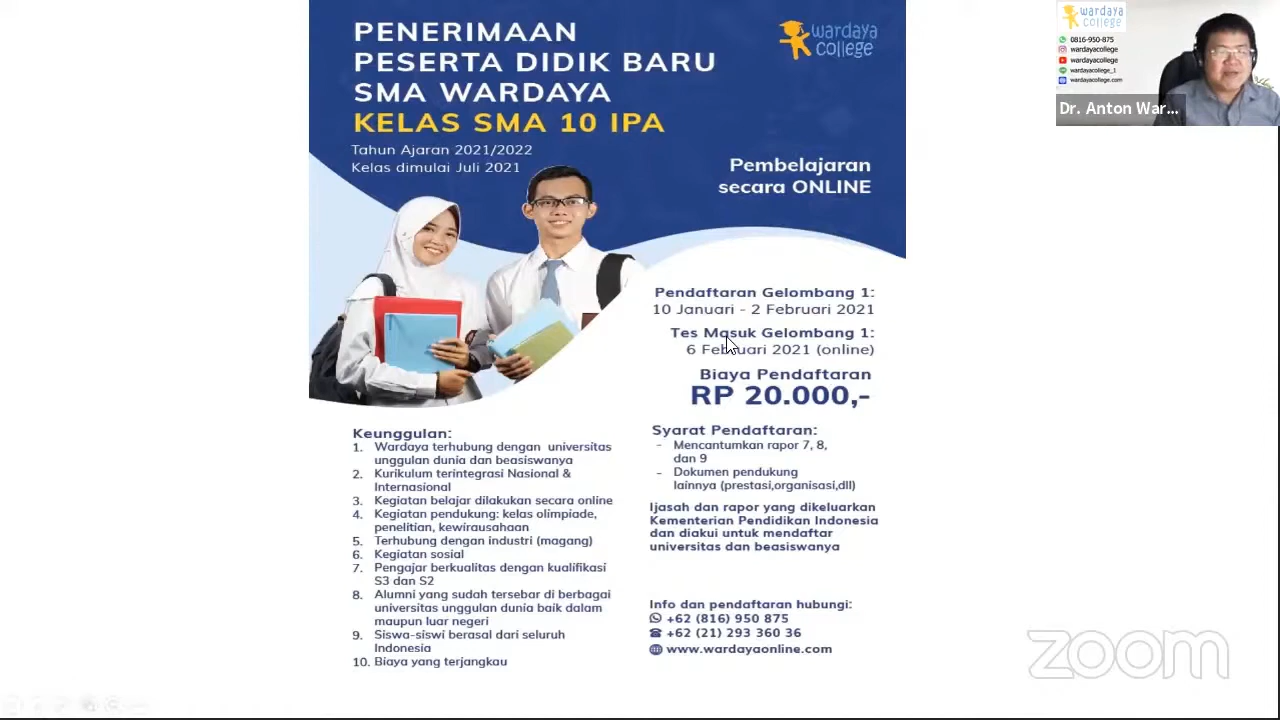 PENERIMAAN
PESERTA DIDIK BARU
SMA WARDAYA
KELAS SMA 10 IPA
Tahun Ajaran 2021/2022
Kelas dimulai Juli 2021
wardaya
college
Pembelajaran
secara ONLINE
Pendaftaran Gelombang 1:
10 Januari - 2 Februari 2021
Tes Masuk Gelombang 1:
6 Februari 2021 (online)
Biaya Pendaftaran
RP 20.000,-
Keunggulan:
1. Wardaya terhubung dengan universitas
unggulan dunia dan beasiswanya
2. Kurikulum terintegrasi Nasional &
Internasional
3. Kegiatan belajar dilakukan secara online
4. Kegiatan pendukung: kelas olimpiade,
penelitian, kewirausahaan
5. Terhubung dengan industri (magang)
6. Kegiatan sosial
7. Pengajar berkualitas dengan kualifikasi
S3 dan S2
8. Alumni yang sudah tersebar di berbagai
universitas unggulan dunia baik dalam
maupun luar negeri
9. Siswa-siswi berasal dari seluruh
Indonesia
10. Biaya yang terjangkau
Syarat Pendaftaran:
- Mencantumkan rapor 7, 8,
dan 9
- Dokumen pendukung
lainnya (prestasi,organisasi,dll)
Ijasah dan rapor yang dikeluarkan
Kementerian Pendidikan Indonesia
dan diakui untuk mendaftar
universitas dan beasiswanya
Info dan pendaftaran hubungi:
+62 (816) 950 875
+62 (21) 293 360 36
www.wardayaonline.com
wardaya
college
0816-950-875
wardayacollege
wardayacollege
wardayacollege_1
wardayacollege.com
Dr. Anton War...
zoom